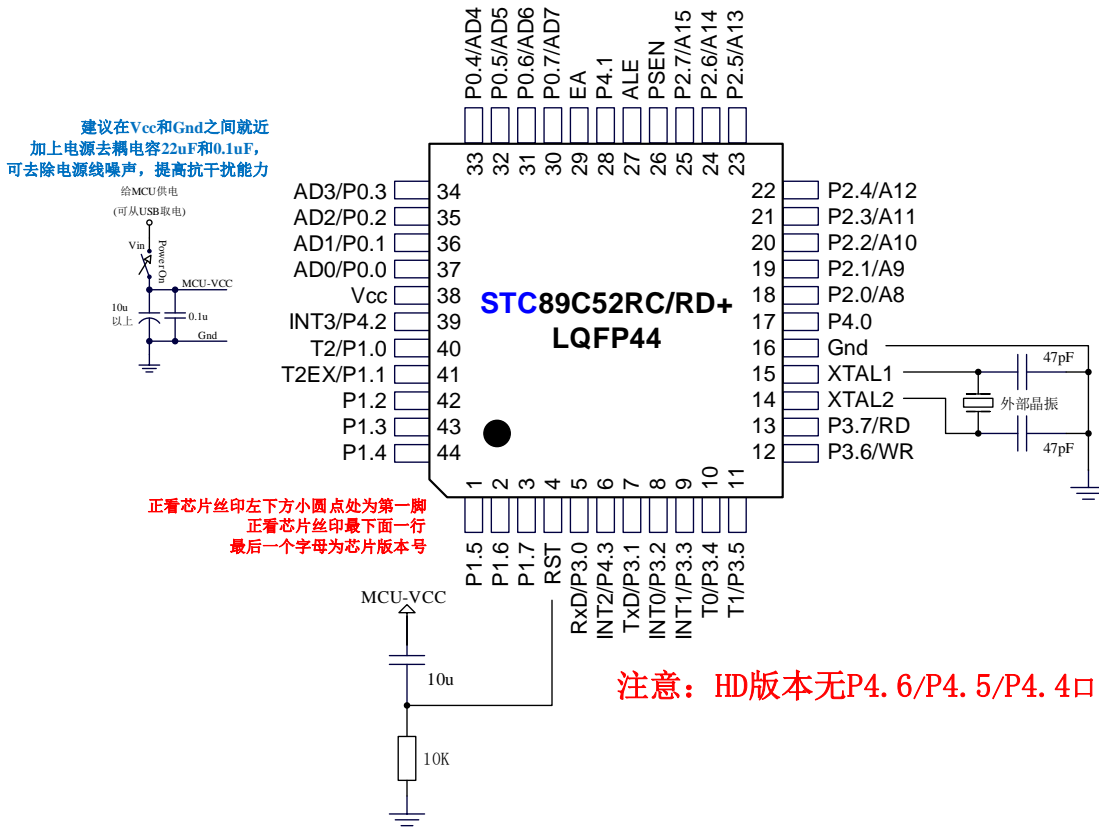 P0.4/AD4
P0.5/AD5
P0.6/AD6
P0.7/AD7
EA
P4.1
ALE
PSEN
P2.7/A15
P2.6/A14
P2.5/A13
33
32
31
30
29
28
27
26
25
24
23
建议在Vcc和Gnd之间就近
加上电源去耦电容22uF和0.1uF，
可去除电源线噪声，提高抗干扰能力
给MCU供电
(可从USB取电)
Vin
Power On
MCU-VCC
10u
以上
0.1u
Gnd
AD3/P0.3 34
AD2/P0.2 35
AD1/P0.1 36
AD0/P0.0 37
Vcc 38
INT3/P4.2 39
T2/P1.0 40
T2EX/P1.1 41
P1.2 42
P1.3 43
P1.4 44
STC89C52RC/RD+
LQFP44
22 P2.4/A12
21 P2.3/A11
20 P2.2/A10
19 P2.1/A9
18 P2.0/A8
17 P4.0
16 Gnd
15 XTAL1
14 XTAL2
13 P3.7/RD
12 P3.6/WR
47pF
外部晶振
47pF
正看芯片丝印左下方小圆点处为第一脚
正看芯片丝印最下面一行
最后一个字母为芯片版本号
1
2
3
4
5
6
7
8
9
10
11
P1.5
P1.6
P1.7
RST
RxD/P3.0
INT2/P4.3
TxD/P3.1
INT0/P3.2
INT1/P3.3
T0/P3.4
T1/P3.5
MCU-VCC
10u
10K
注意：HD版本无P4.6/P4.5/P4.4口